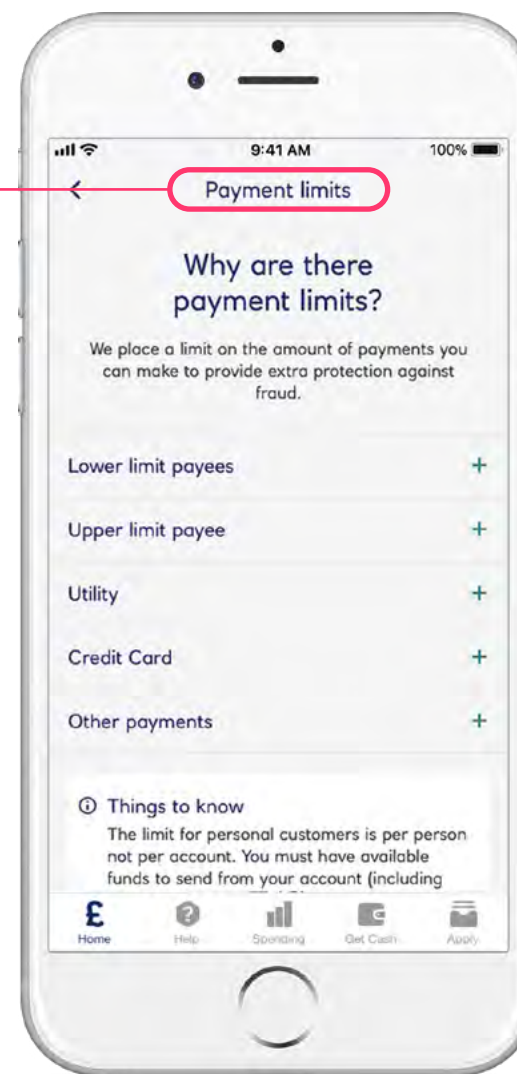 9:41 AM
100%
Payment limits
Why are there
payment limits?
We place a limit on the amount of payments you
can make to provide extra protection against
fraud.
Lower limit payees
Upper limit payee
Utility
Credit Card
Other payments
Things to know
The limit for personal customers is per person
not per account. You must have available
funds to send from your account (including
£
Home
Help
Spending
Get Cash
Apply